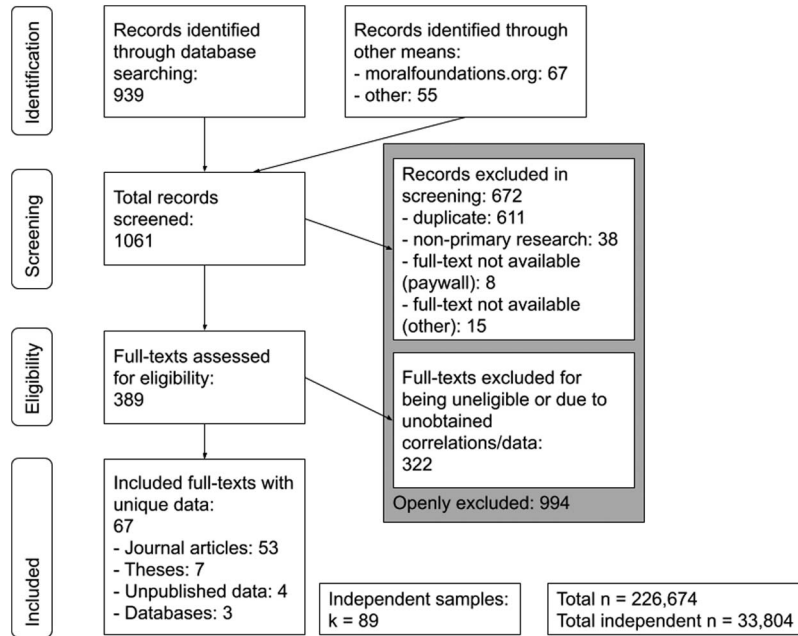 Identification
Records identified
through database
searching:
939
Records identified through
other means:
- moralfoundations.org: 67
- other: 55
Screening
Total records
screened:
1061
Records excluded in
screening: 672
- duplicate: 611
- non-primary research: 38
- full-text not available
(paywall): 8
- full-text not available
(other): 15
Eligibility
Full-texts assessed
for eligibility:
389
Full-texts excluded for
being uneligible or due to
unobtained
correlations/data:
322
Openly excluded: 994
Included
Included full-texts with
unique data:
67
- Journal articles: 53
- Theses: 7
- Unpublished data: 4
- Databases: 3
Independent samples:
k = 89
Total n = 226,674
Total independent n = 33,804